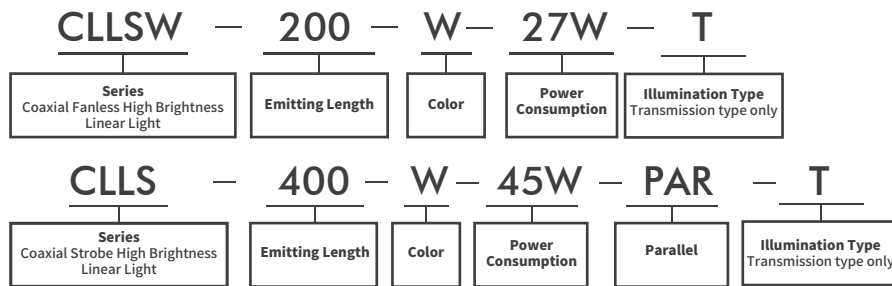 CLLSW — 200 — W — 27W — T
Series
Coaxial Fanless High Brightness
Linear Light
Emitting Length
Color
Power
Consumption
Illumination Type
Transmission type only
CLLS — 400 — W — 45W — PAR — T
Series
Coaxial Strobe High Brightness
Linear Light
Emitting Length
Color
Power
Consumption
Parallel
Illumination Type
Transmission type only